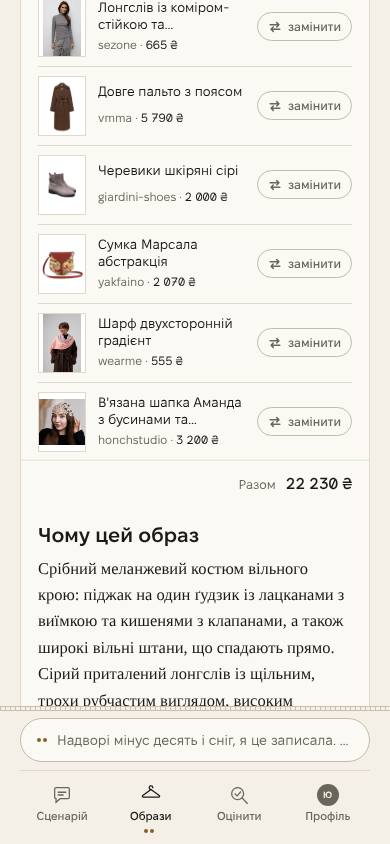 Лонгслів із коміром-
стійкою та…
sezone · 665 ₴
замінити
Довге пальто з поясом
vmma · 5 790 ₴
замінити
Черевики шкіряні сірі
giardini-shoes · 2 000 ₴
замінити
Сумка Марсала
абстракція
yakfaino · 2 070 ₴
замінити
Шарф двухсторонній
градієнт
wearme · 555 ₴
замінити
В'язана шапка Аманда
з бусинами та…
honchstudio · 3 200 ₴
замінити
Разом 22 230 ₴
Чому цей образ
Срібний меланжевий костюм вільного
крою: піджак на один ґудзик із лацканами з
виїмкою та кишенями з клапанами, а також
широкі вільні штани, що спадають прямо.
Сірий приталений лонгслів із щільним,
трохи рубчастим виглядом, високим
Надворі мінус десять і сніг, я це записала. …
Сценарій
Образи
Оцінити
Ю
Профіль